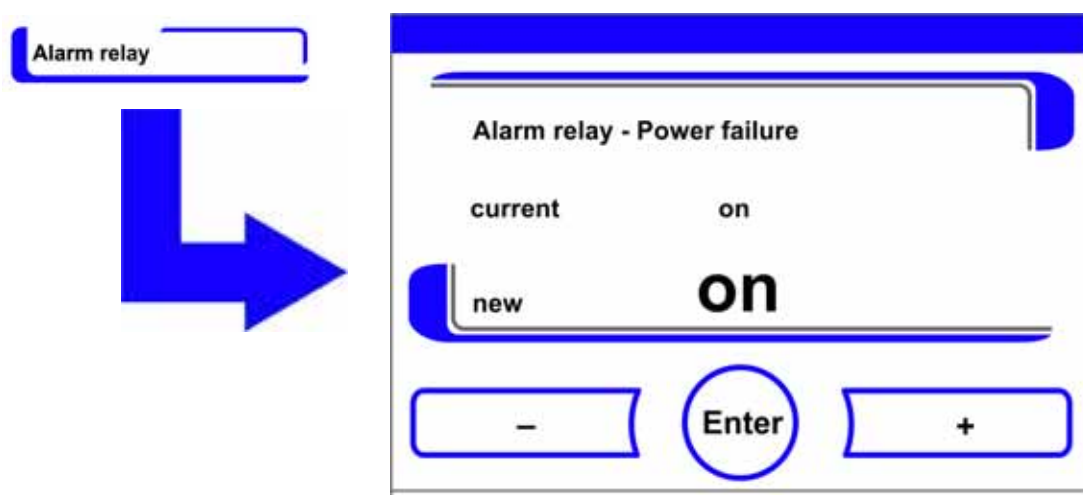 Alarm relay
Alarm relay - Power failure
current on
new on
– Enter +